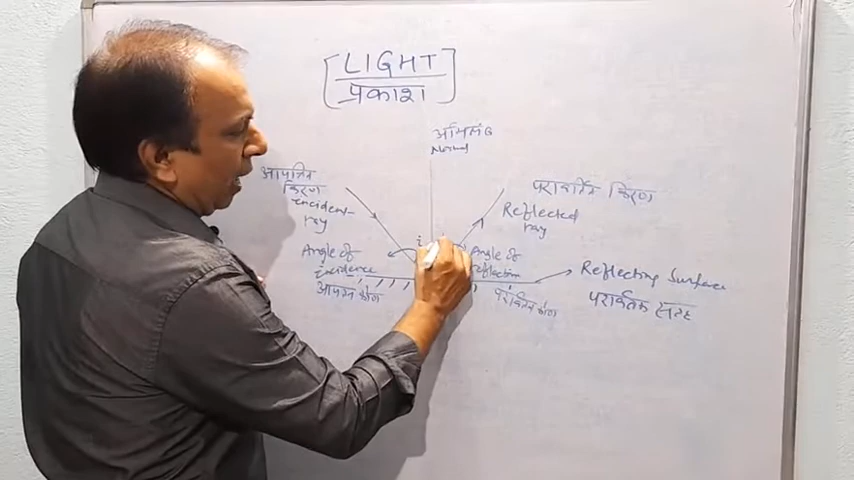 LIGHT
प्रकाश
अभिलंब
Normal
आपतित
किरण
incident
ray
परावर्तित किरण
Reflected
ray
i
Angle of
incidence
आपतन कोण
Angle of
reflection
परावर्तन कोण
Reflecting Surface
परावर्तक सतह